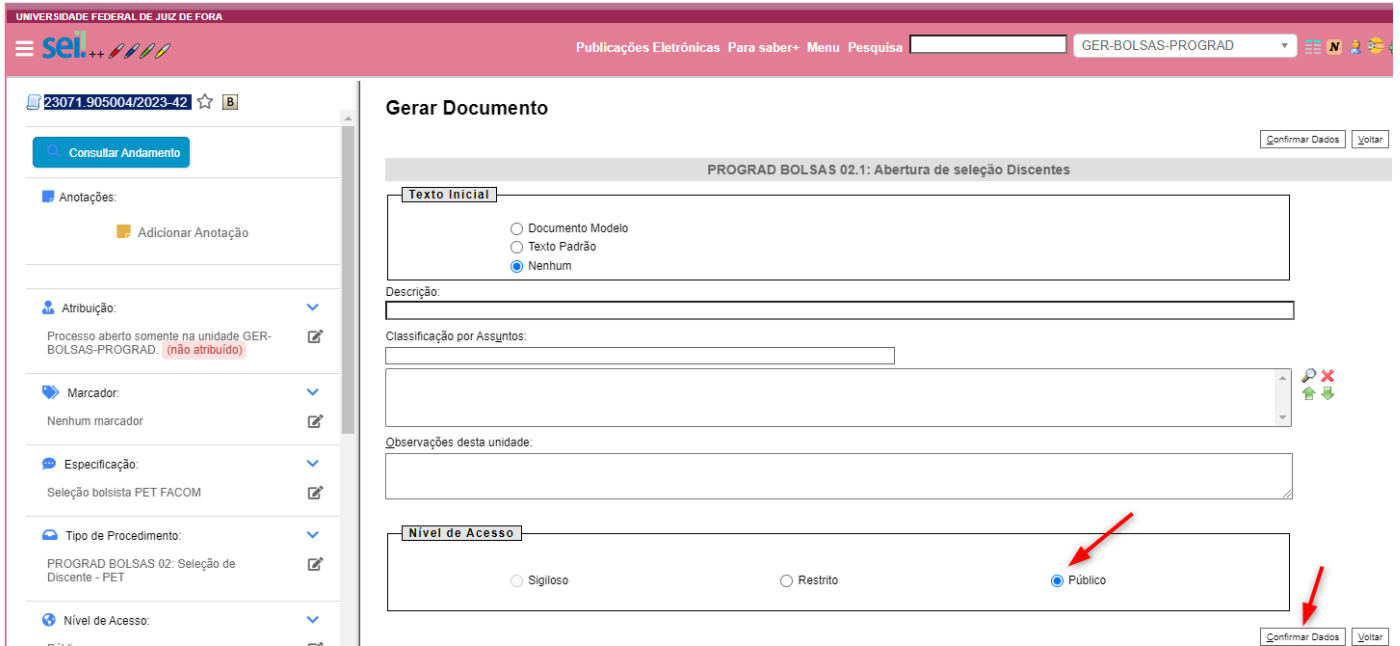 UNIVERSIDADE FEDERAL DE JUIZ DE FORA
sei. ++
Publicações Eletrônicas Para saber+ Menu Pesquisa
GER-BOLSAS-PROGRAD
N
23071.905004/2023-42
B
Consultar Andamento
Anotações:
Adicionar Anotação
Atribuição:
Processo aberto somente na unidade GER-
BOLSAS-PROGRAD. (não atribuído)
Marcador:
Nenhum marcador
Especificação:
Seleção bolsista PET FACOM
Tipo de Procedimento:
PROGRAD BOLSAS 02: Seleção de
Discente - PET
Nível de Acesso:
Gerar Documento
Confirmar Dados Voltar
PROGRAD BOLSAS 02.1: Abertura de seleção Discentes
Texto Inicial
Documento Modelo
Texto Padrão
Nenhum
Descrição:
Classificação por Assuntos:
Observações desta unidade:
Nível de Acesso
Sigiloso Restrito Público
Confirmar Dados Voltar